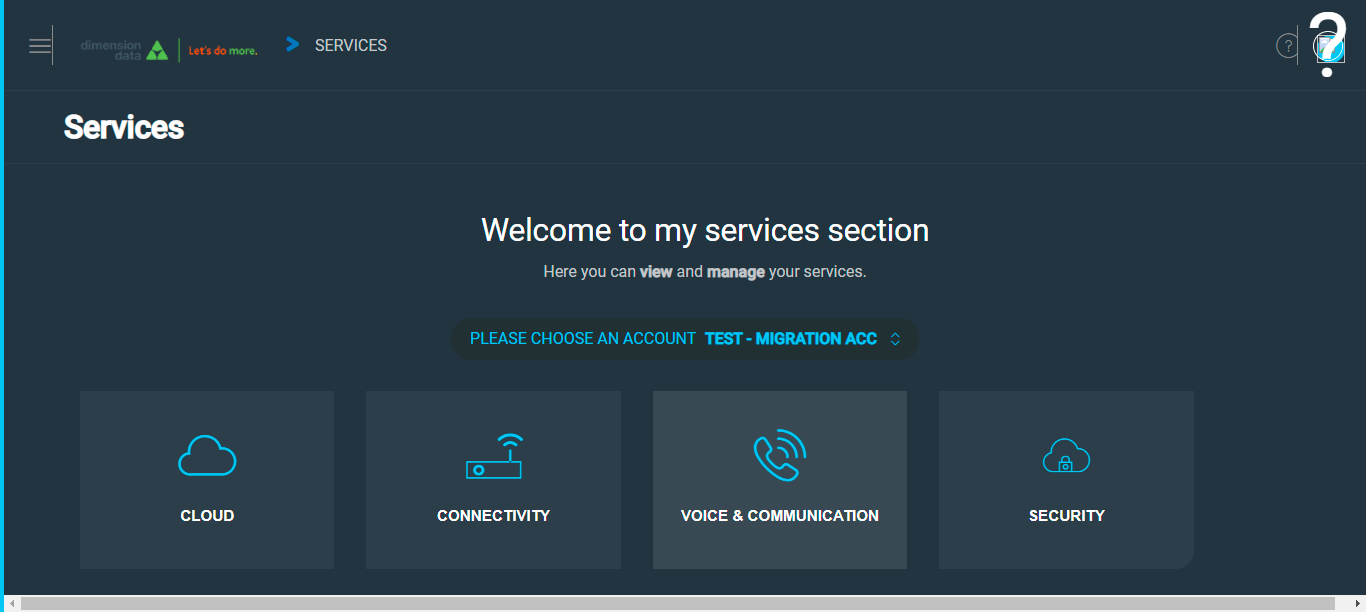 dimension
data
Let's do more.
SERVICES
?
?
Services
Welcome to my services section
Here you can view and manage your services.
PLEASE CHOOSE AN ACCOUNT TEST - MIGRATION ACC
CLOUD
CONNECTIVITY
VOICE & COMMUNICATION
SECURITY